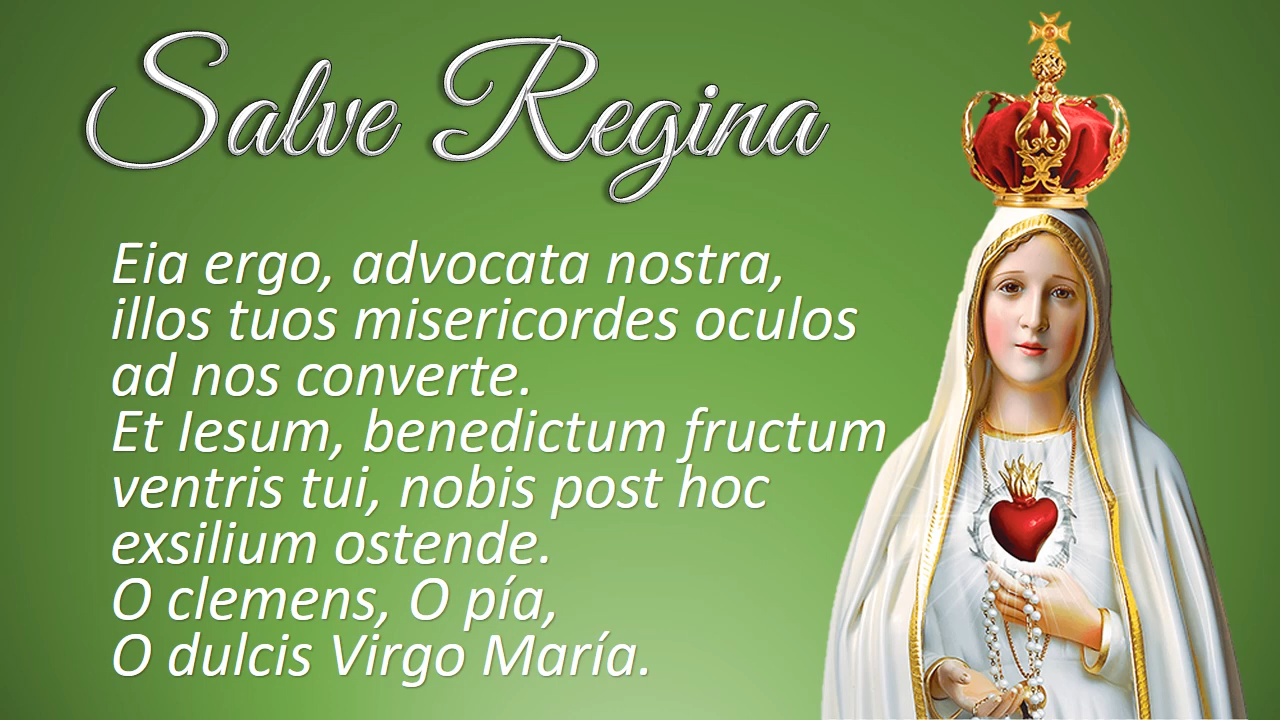 Salve Regina
Eia ergo, advocata nostra,
illos tuos misericordes oculos
ad nos converte.
Et Iesum, benedictum fructum
ventris tui, nobis post hoc
exsilium ostende.
O clemens, O pía,
O dulcis Virgo María.